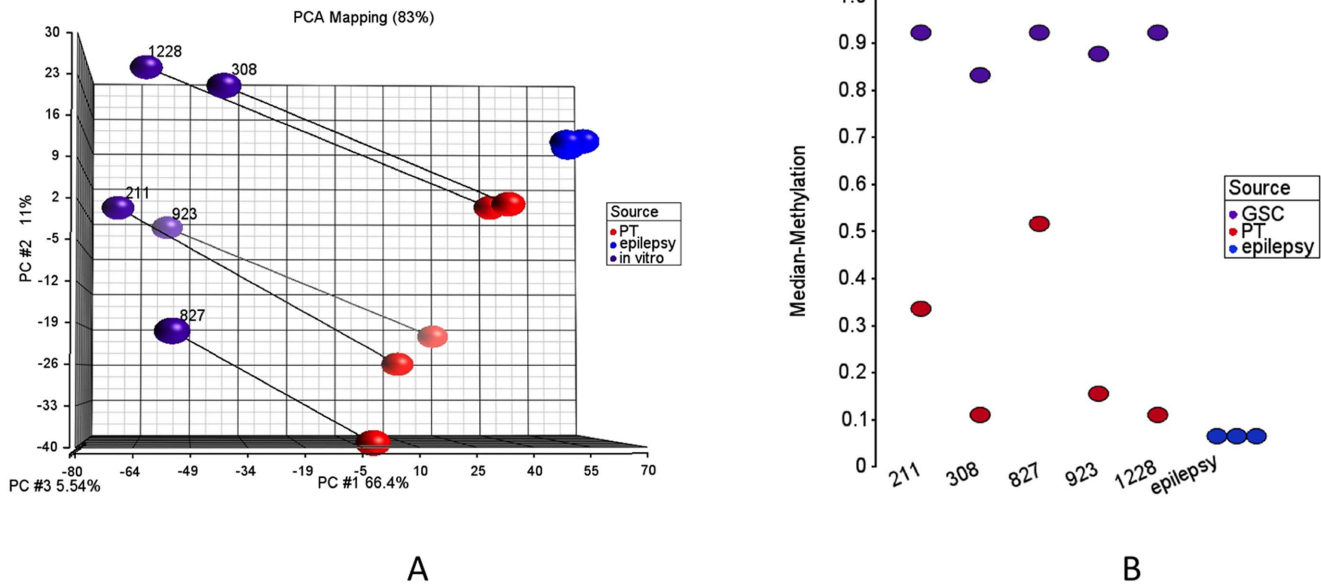 PCA Mapping (83%)
30
23
16
9
2
-5
-12
-19
-26
-33
-40
PC #2 11%
1228
308
211
923
827
-80 -64 -49 -34 -19 -5 10 25 40 55 70
PC #3 5.54%
PC #1 66.4%
Source
PT
epilepsy
in vitro
A
0.9
0.8
0.7
0.6
0.5
0.4
0.3
0.2
0.1
0
Median-Methylation
211 308 827 923 1228 epilepsy
Source
GSC
PT
epilepsy
B